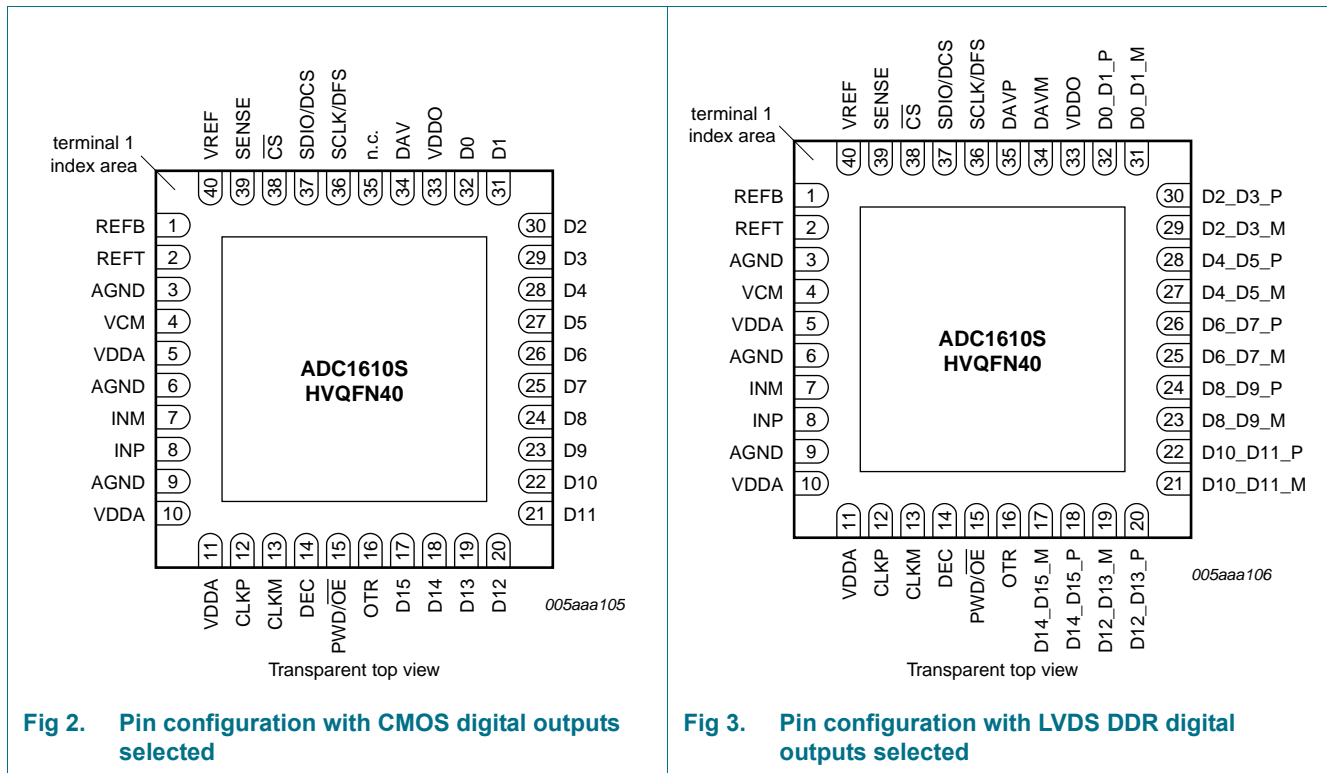 terminal 1
index area
VREF
SENSE
CS
SDIO/DCS
SCLK/DFS
n.c.
DAV
VDDO
D0
D1
40
39
38
37
36
35
34
33
32
31
REFB 1
REFT 2
AGND 3
VCM 4
VDDA 5
AGND 6
INM 7
INP 8
AGND 9
VDDA 10
ADC1610S
HVQFN40
30 D2
29 D3
28 D4
27 D5
26 D6
25 D7
24 D8
23 D9
22 D10
21 D11
11
12
13
14
15
16
17
18
19
20
VDDA
CLKP
CLKM
DEC
PWD/OE
OTR
D15
D14
D13
D12
005aaa105
Transparent top view
Fig 2. Pin configuration with CMOS digital outputs
selected
terminal 1
index area
VREF
SENSE
CS
SDIO/DCS
SCLK/DFS
DAVP
DAVM
VDDO
D0_D1_P
D0_D1_M
40
39
38
37
36
35
34
33
32
31
REFB 1
REFT 2
AGND 3
VCM 4
VDDA 5
AGND 6
INM 7
INP 8
AGND 9
VDDA 10
ADC1610S
HVQFN40
30 D2_D3_P
29 D2_D3_M
28 D4_D5_P
27 D4_D5_M
26 D6_D7_P
25 D6_D7_M
24 D8_D9_P
23 D8_D9_M
22 D10_D11_P
21 D10_D11_M
11
12
13
14
15
16
17
18
19
20
VDDA
CLKP
CLKM
DEC
PWD/OE
OTR
D14_D15_M
D14_D15_P
D12_D13_M
D12_D13_P
005aaa106
Transparent top view
Fig 3. Pin configuration with LVDS DDR digital
outputs selected